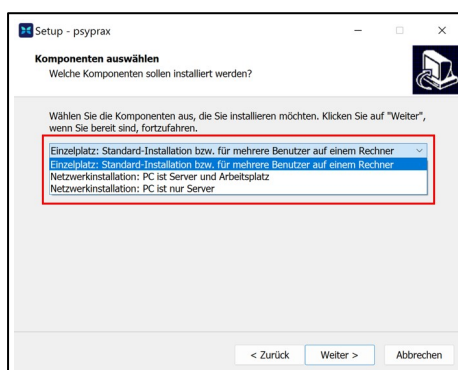 Setup - psyprax
Komponenten auswählen
Welche Komponenten sollen installiert werden?
Wählen Sie die Komponenten aus, die Sie installieren möchten. Klicken Sie auf "Weiter",
wenn Sie bereit sind, fortzufahren.
Einzelplatz: Standard-Installation bzw. für mehrere Benutzer auf einem Rechner
Einzelplatz: Standard-Installation bzw. für mehrere Benutzer auf einem Rechner
Netzwerkinstallation: PC ist Server und Arbeitsplatz
Netzwerkinstallation: PC ist nur Server
< Zurück Weiter > Abbrechen